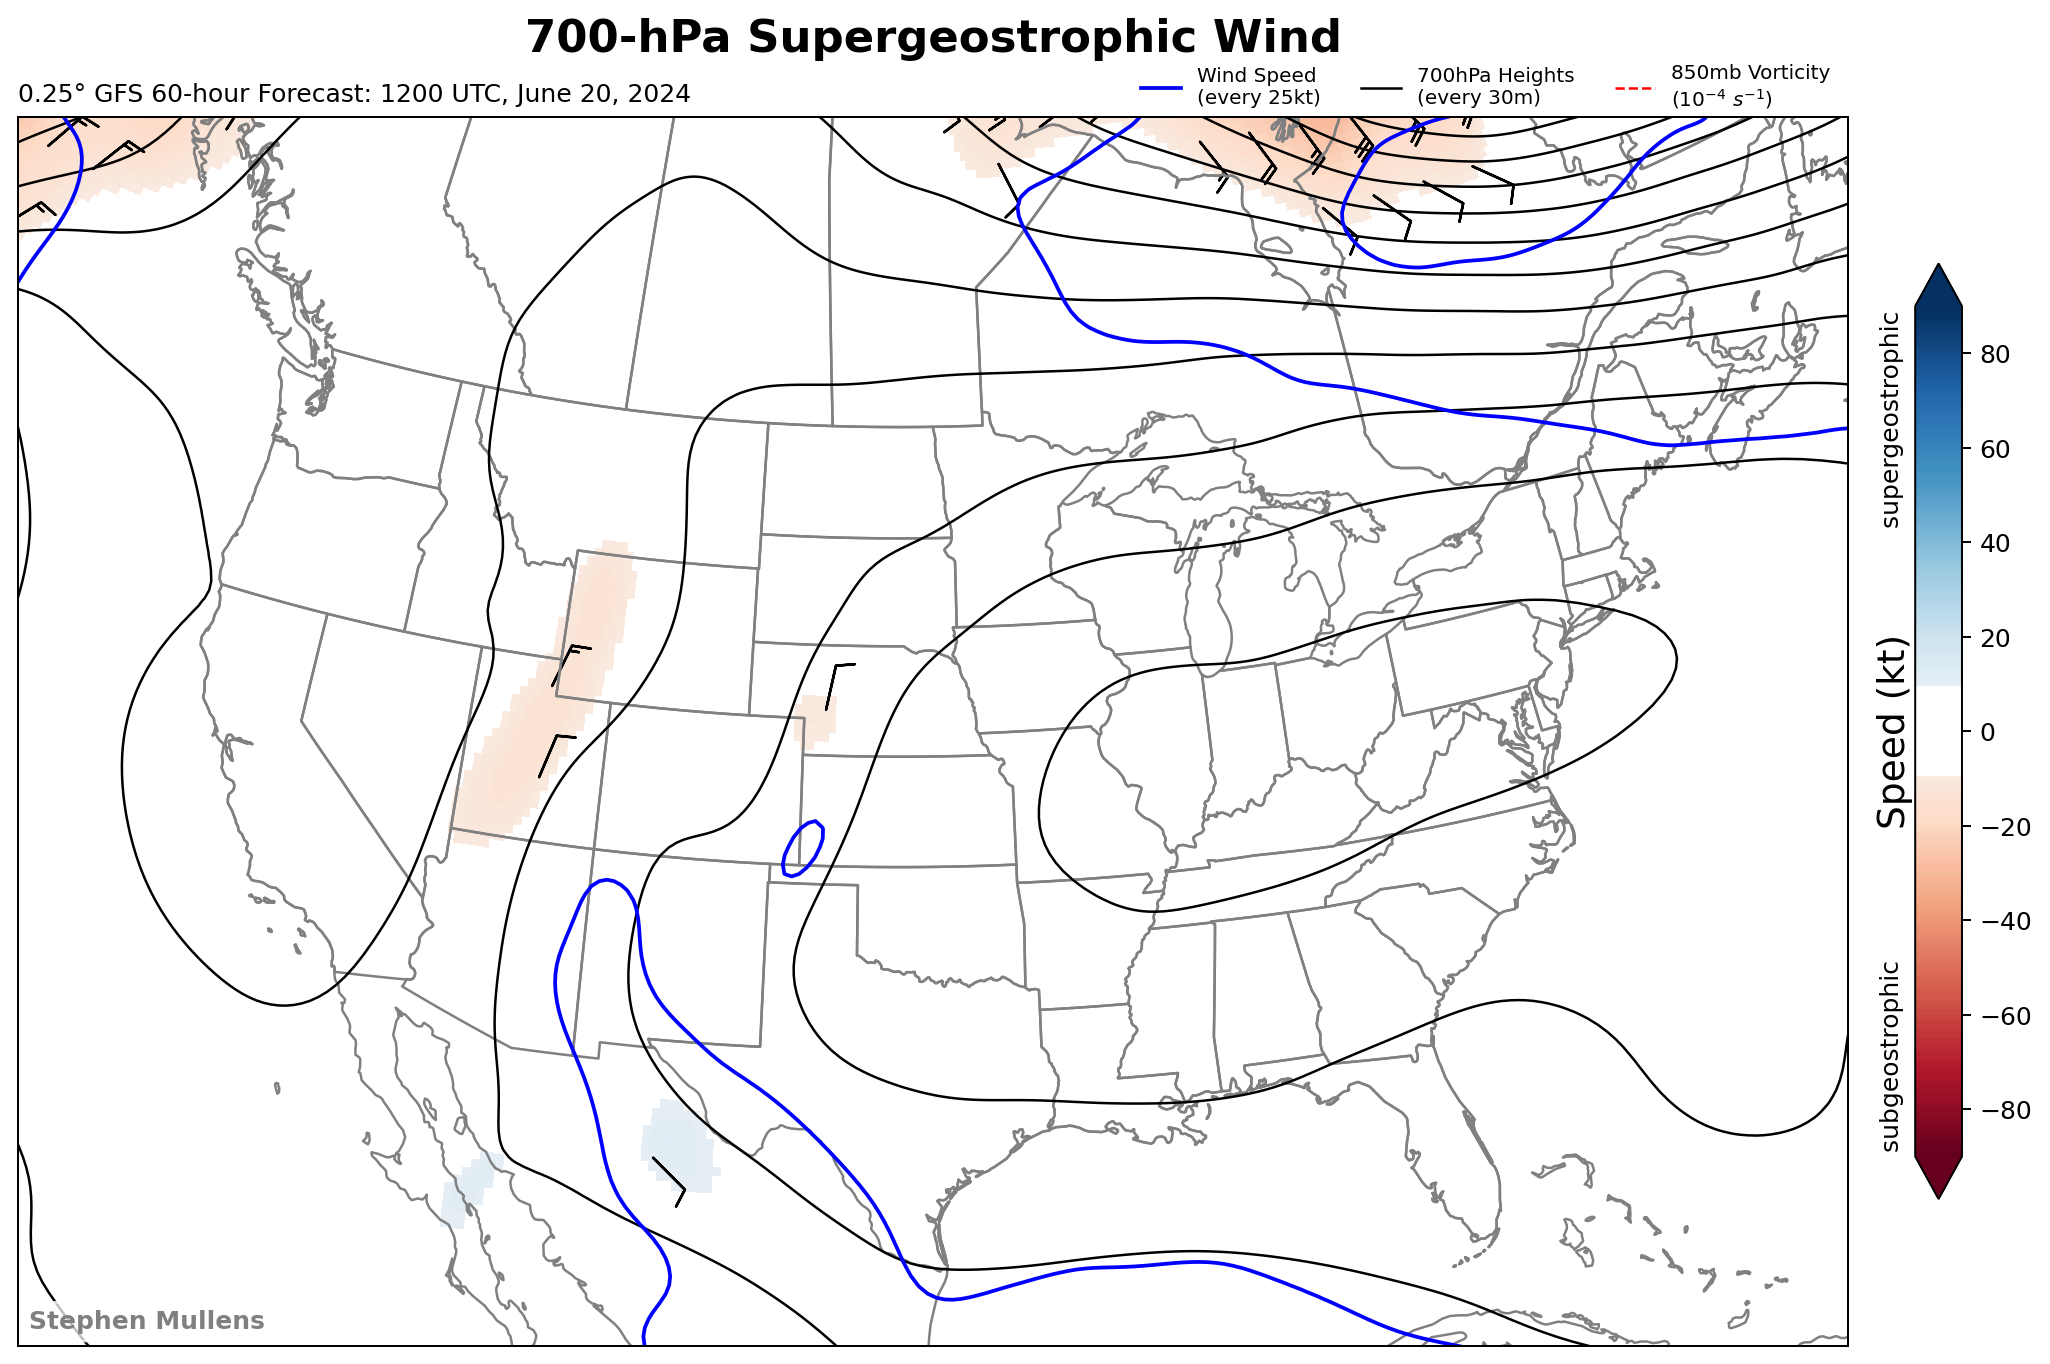 700-hPa Supergeostrophic Wind
0.25° GFS 60-hour Forecast: 1200 UTC, June 20, 2024
Wind Speed
(every 25kt)
700hPa Heights
(every 30m)
850mb Vorticity
(10⁻⁴ s⁻¹)
supergeostrophic
Speed (kt)
subgeostrophic
80
60
40
20
0
−20
−40
−60
−80
Stephen Mullens